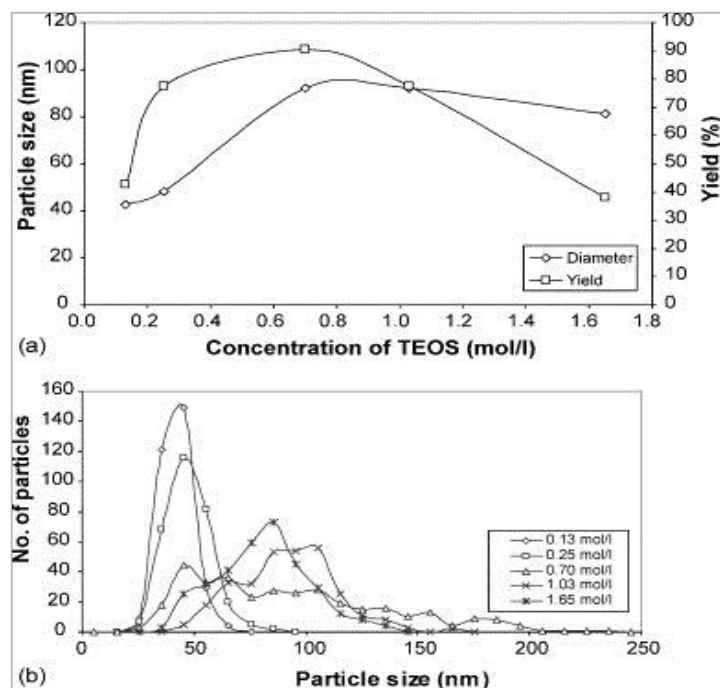 120
100
80
60
40
20
0
Particle size (nm)
100
90
80
70
60
50
40
30
20
10
0
Yield (%)
Diameter
Yield
0.0 0.2 0.4 0.6 0.8 1.0 1.2 1.4 1.6 1.8
(a) Concentration of TEOS (mol/l)
160
140
120
100
80
60
40
20
0
No. of particles
0.13 mol/l
0.25 mol/l
0.70 mol/l
1.03 mol/l
1.65 mol/l
0 50 100 150 200 250
(b) Particle size (nm)